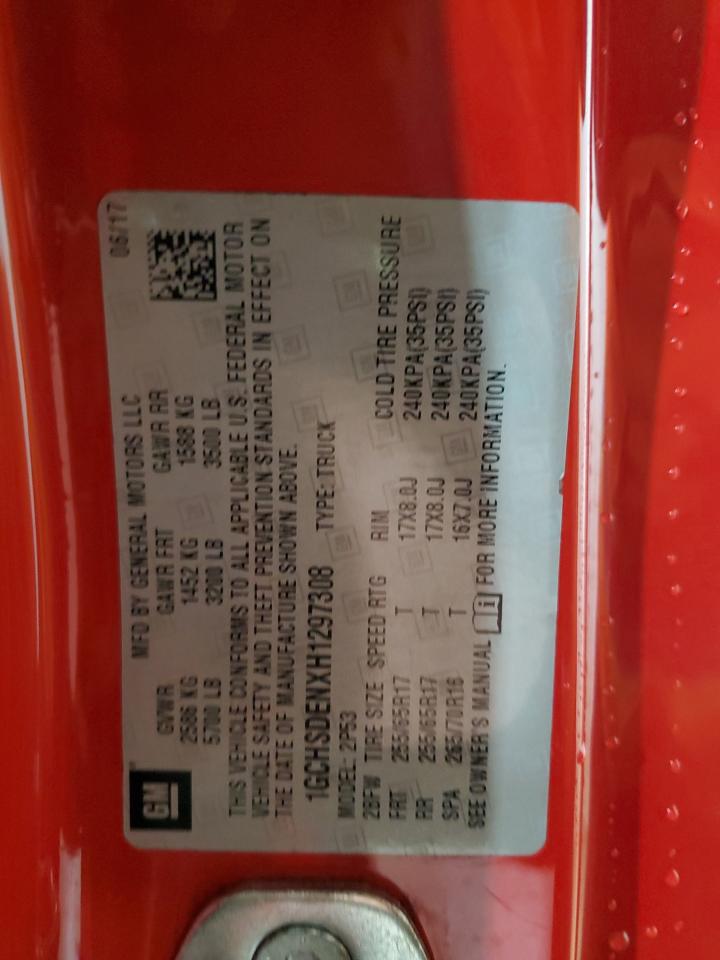 GM
MFD BY GENERAL MOTORS LLC 06/17
GVWR GAWR FRT GAWR RR
2586 KG 1452 KG 1588 KG
5700 LB 3200 LB 3500 LB
THIS VEHICLE CONFORMS TO ALL APPLICABLE U.S. FEDERAL MOTOR
VEHICLE SAFETY AND THEFT PREVENTION STANDARDS IN EFFECT ON
THE DATE OF MANUFACTURE SHOWN ABOVE.
1GCHSDENXH1297308 TYPE: TRUCK
MODEL: 2P53
2BFW TIRE SIZE SPEED RTG RIM COLD TIRE PRESSURE
FRT 255/65R17 T 17X8.0J 240KPA(35PSI)
RR 255/65R17 T 17X8.0J 240KPA(35PSI)
SPA 265/70R16 T 16X7.0J 240KPA(35PSI)
SEE OWNER'S MANUAL FOR MORE INFORMATION.